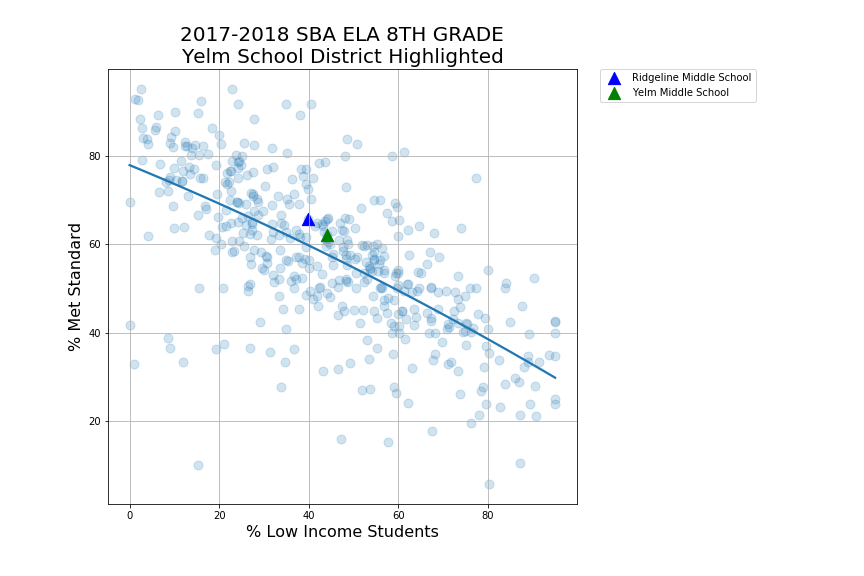 2017-2018 SBA ELA 8TH GRADE
Yelm School District Highlighted
Ridgeline Middle School
Yelm Middle School
% Met Standard
80
60
40
20
0 20 40 60 80
% Low Income Students